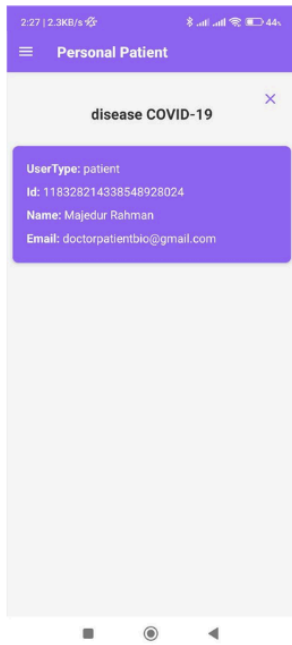 2:27 | 2.3KB/s
44%
Personal Patient
disease COVID-19
UserType: patient
Id: 118328214338548928024
Name: Majedur Rahman
Email: doctorpatientbio@gmail.com